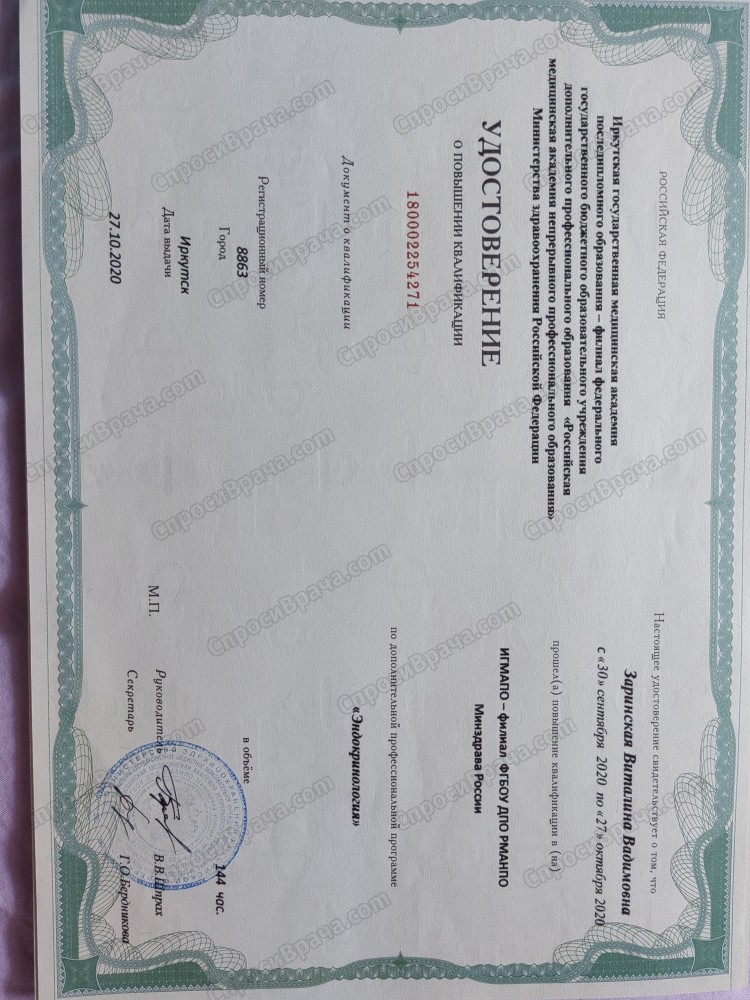 РОССИЙСКАЯ ФЕДЕРАЦИЯ
Иркутская государственная медицинская академия
последипломного образования – филиал федерального
государственного бюджетного образовательного учреждения
дополнительного профессионального образования «Российская
медицинская академия непрерывного профессионального образования»
Министерства здравоохранения Российской Федерации
УДОСТОВЕРЕНИЕ
О ПОВЫШЕНИИ КВАЛИФИКАЦИИ
180002254271
Документ о квалификации
Регистрационный номер
8863
Город
Иркутск
Дата выдачи
27.10.2020
Настоящее удостоверение свидетельствует о том, что
Заринская Виталина Вадимовна
с «30» сентября 2020 по «27» октября 2020
прошел(а) повышение квалификации в (на)
ИГМАПО – филиал ФГБОУ ДПО РМАНПО
Минздрава России
по дополнительной профессиональной программе
«Эндокринология»
в объёме
144 час.
М.П.
Руководитель В.В.Шпрах
Секретарь Г.О.Бердникова
СпросиВрача.com